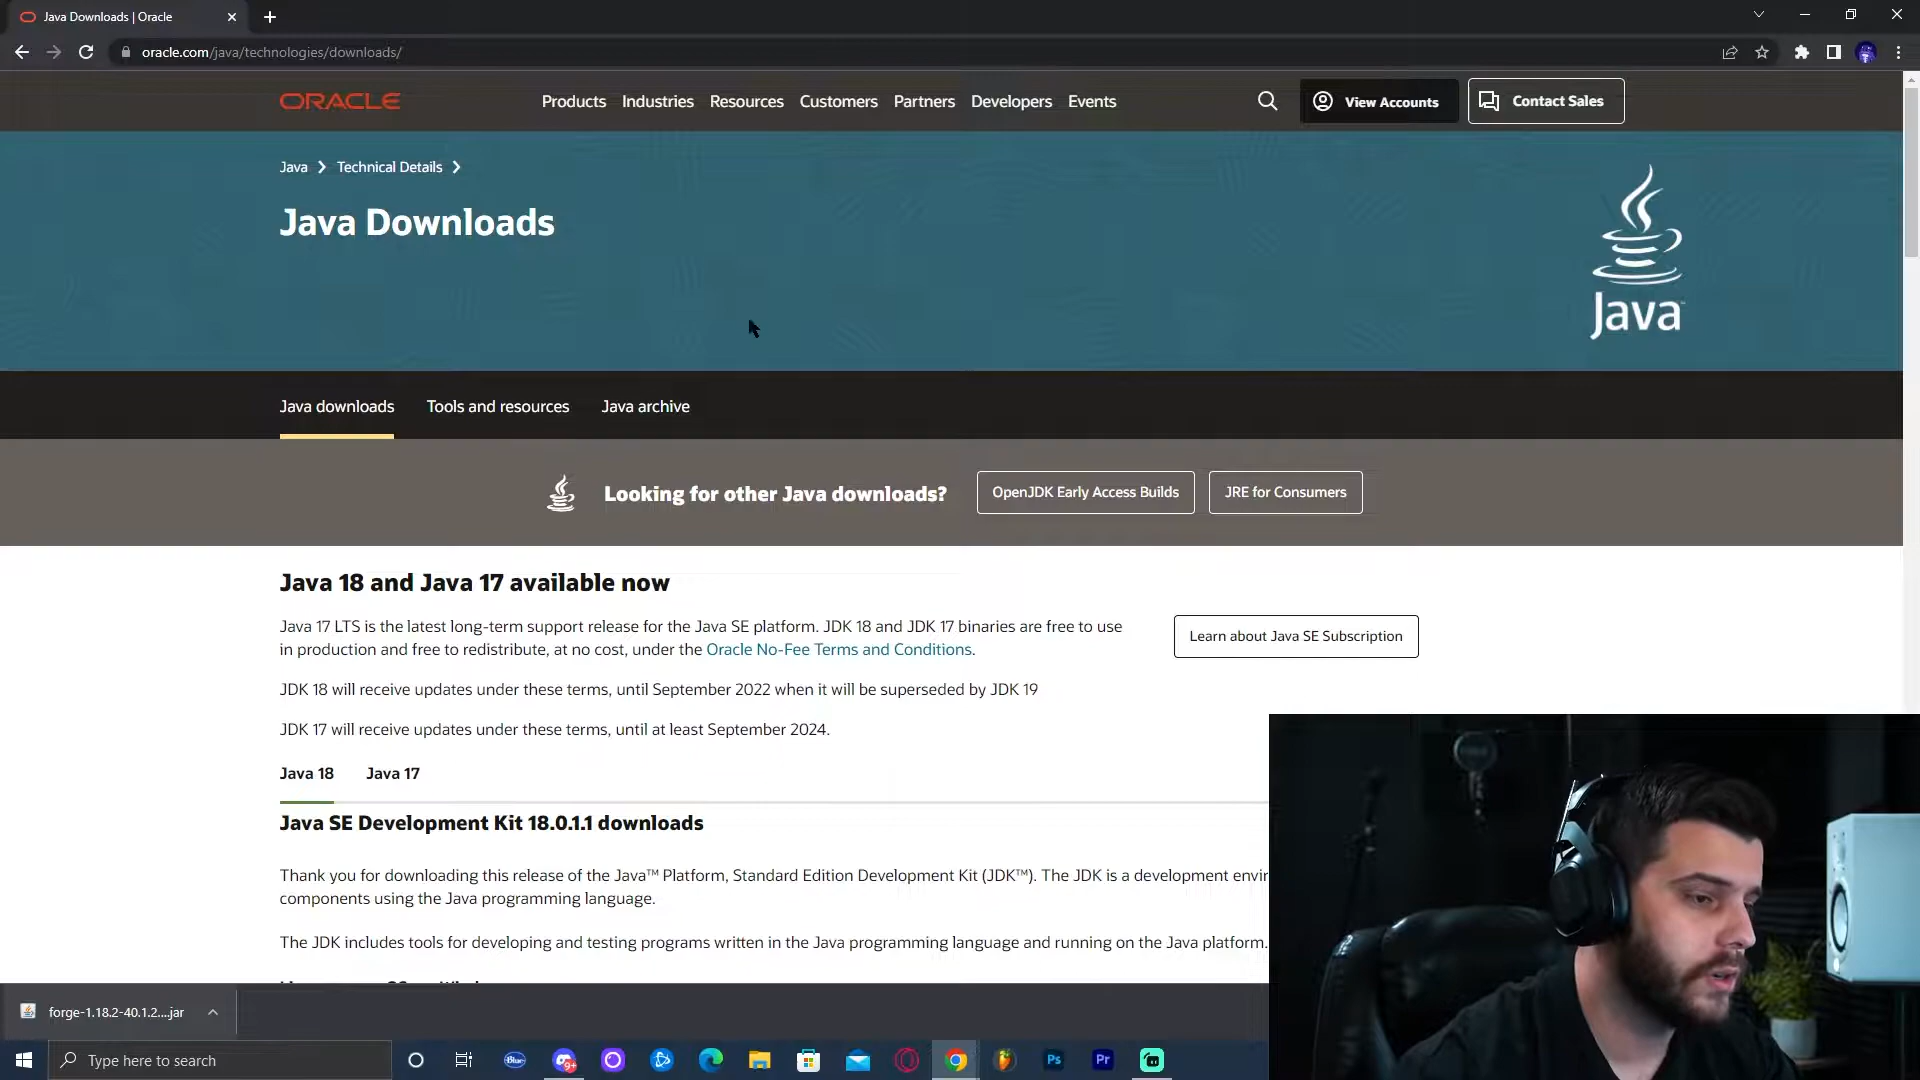 Java Downloads | Oracle
oracle.com/java/technologies/downloads/
ORACLE
Products Industries Resources Customers Partners Developers Events
View Accounts
Contact Sales
Java
Technical Details
Java Downloads
Java
Java downloads
Tools and resources
Java archive
Looking for other Java downloads?
OpenJDK Early Access Builds
JRE for Consumers
Java 18 and Java 17 available now
Java 17 LTS is the latest long-term support release for the Java SE platform. JDK 18 and JDK 17 binaries are free to use
in production and free to redistribute, at no cost, under the Oracle No-Fee Terms and Conditions.
Learn about Java SE Subscription
JDK 18 will receive updates under these terms, until September 2022 when it will be superseded by JDK 19
JDK 17 will receive updates under these terms, until at least September 2024.
Java 18
Java 17
Java SE Development Kit 18.0.1.1 downloads
Thank you for downloading this release of the Java™ Platform, Standard Edition Development Kit (JDK™). The JDK is a development envir
components using the Java programming language.
The JDK includes tools for developing and testing programs written in the Java programming language and running on the Java platform.
forge-1.18.2-40.1.2....jar
Type here to search
Blue
9+
Ps
Pr